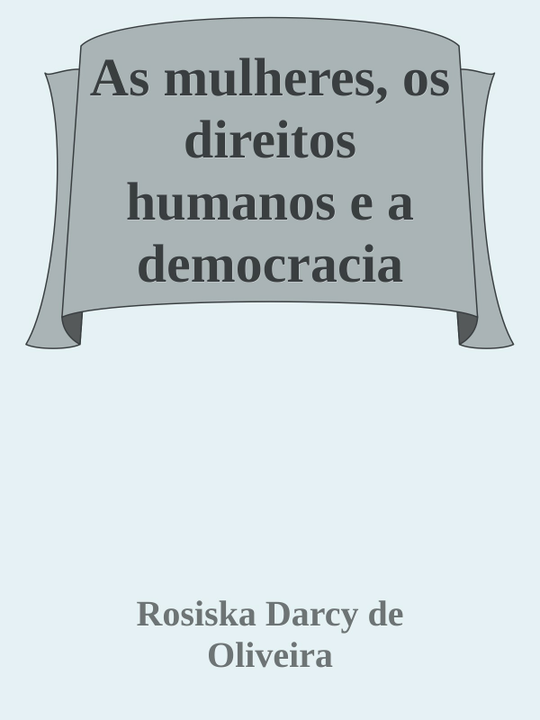 As mulheres, os
direitos
humanos e a
democracia
Rosiska Darcy de
Oliveira